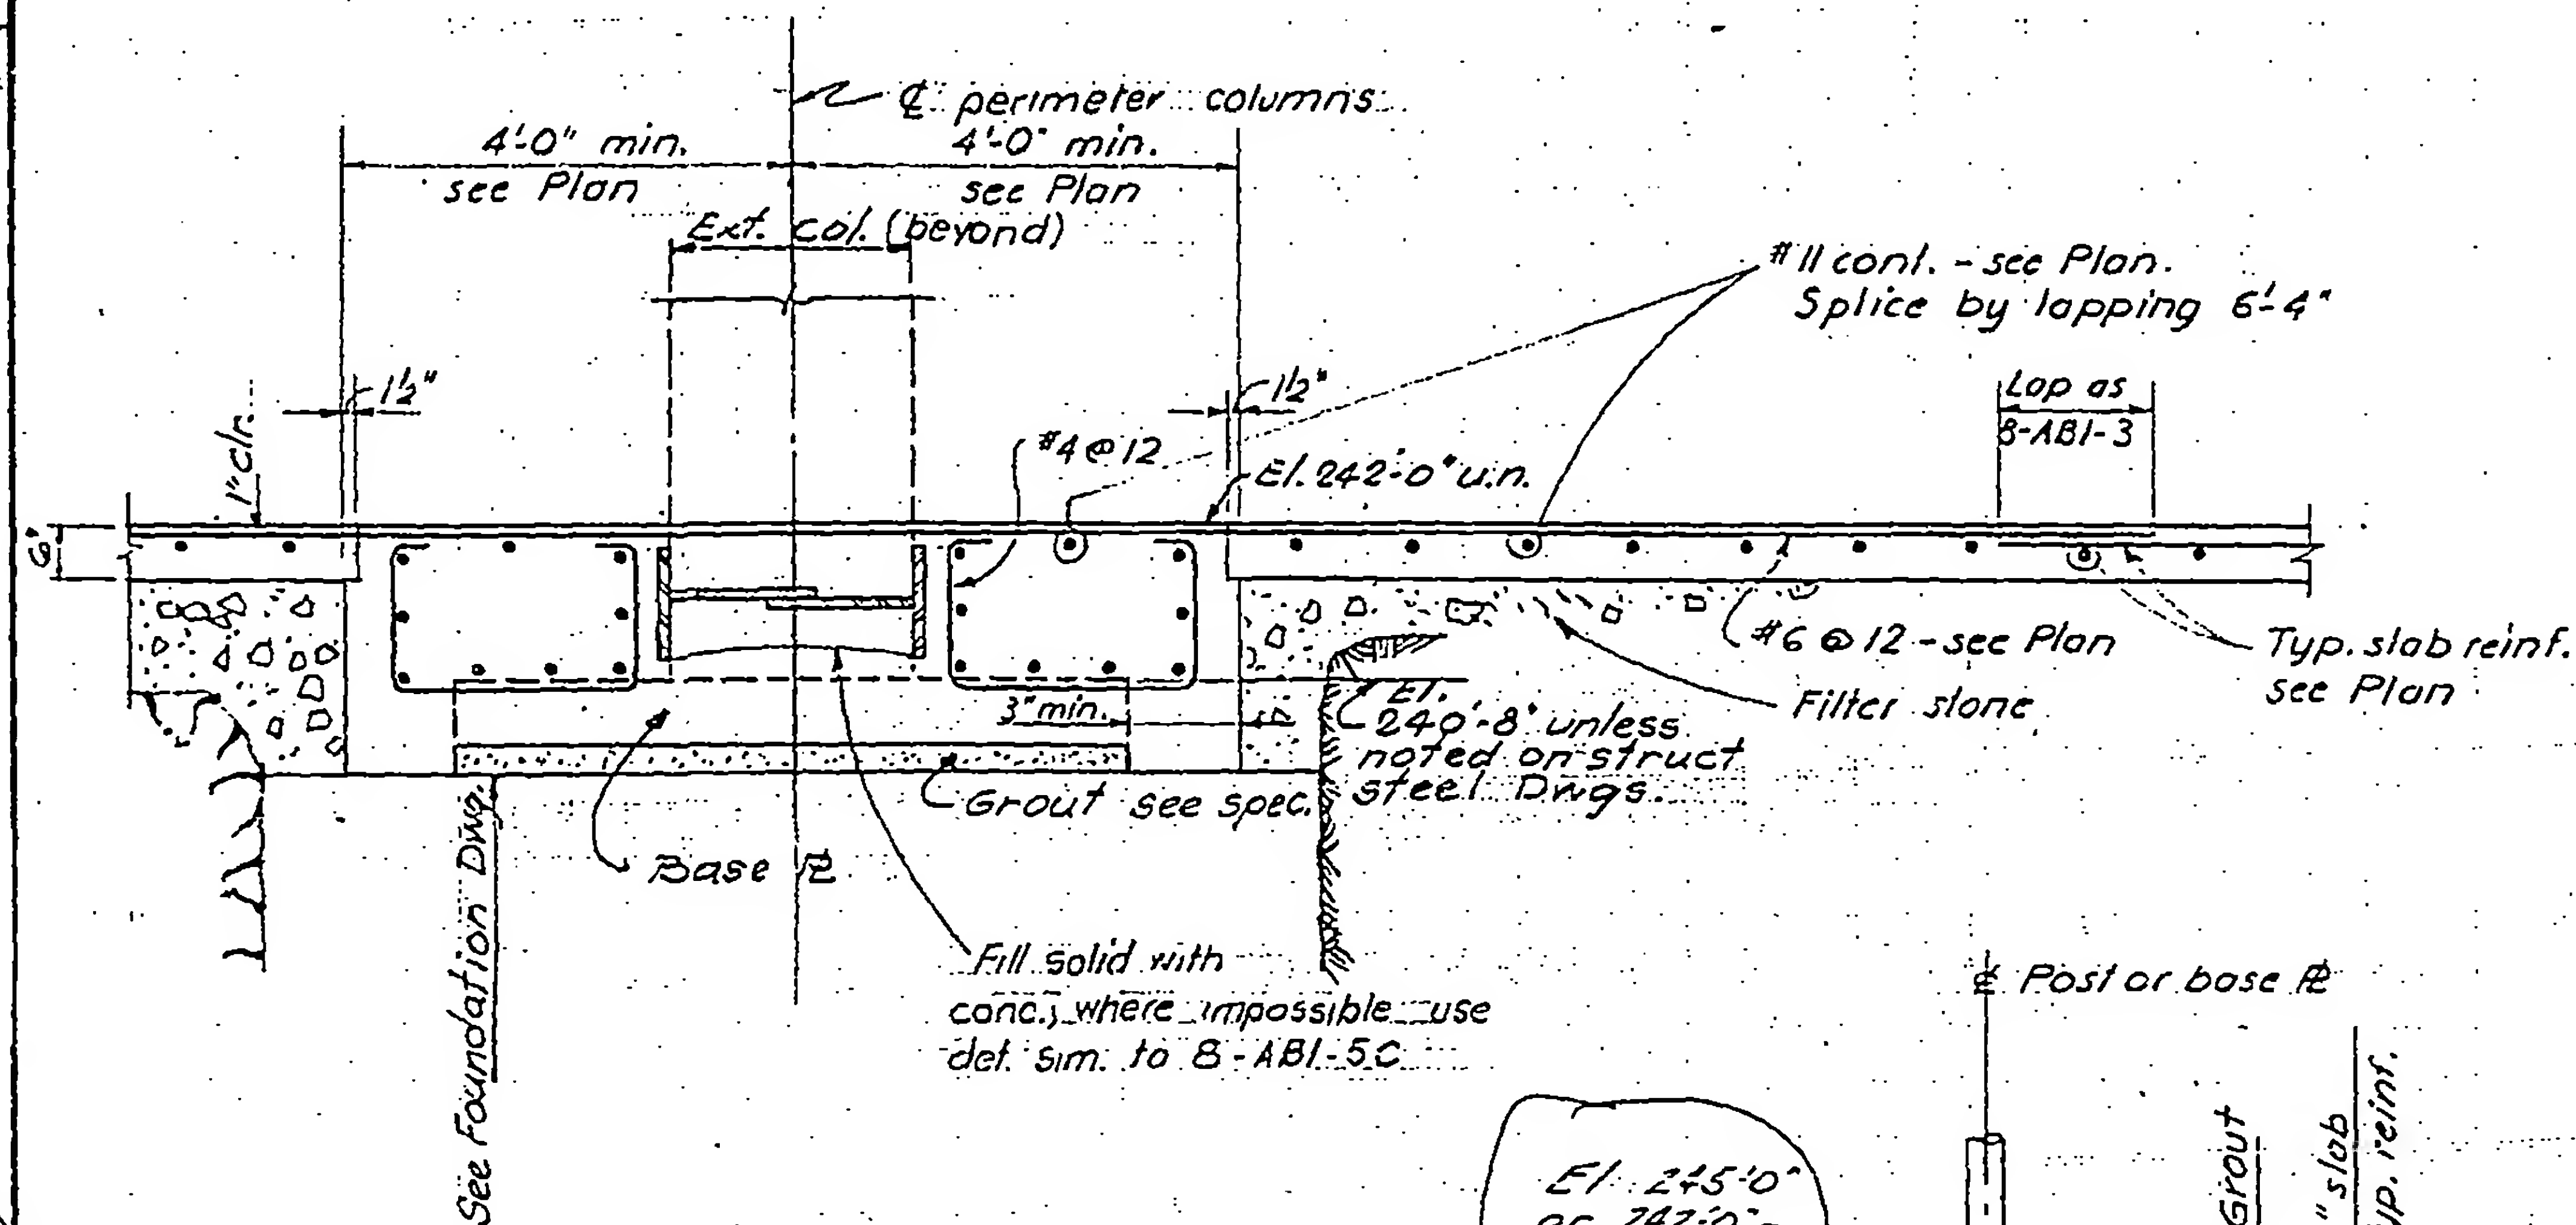 ℄ perimeter columns
4'-0" min.
see Plan
4'-0" min.
see Plan
Ext. col. (beyond)
#11 cont. - see Plan.
Splice by lapping 6'-4"
1½"
1½"
Lap as
8-AB1-3
1" clr.
#4@12
El. 242'-0" u.n.
6"
#6 @ 12 - see Plan
Typ. slab reinf.
see Plan
Filter stone
3" min.
El.
240'-8" unless
noted on struct
steel Dwgs.
Grout see spec.
Base ℄
See Foundation Dwg.
Fill solid with
conc.; where impossible use
det. sim. to 8-AB1-5C
℄ Post or base ℄
El. 245'-0"
242'-0"
Grout
" slab
typ. reinf.